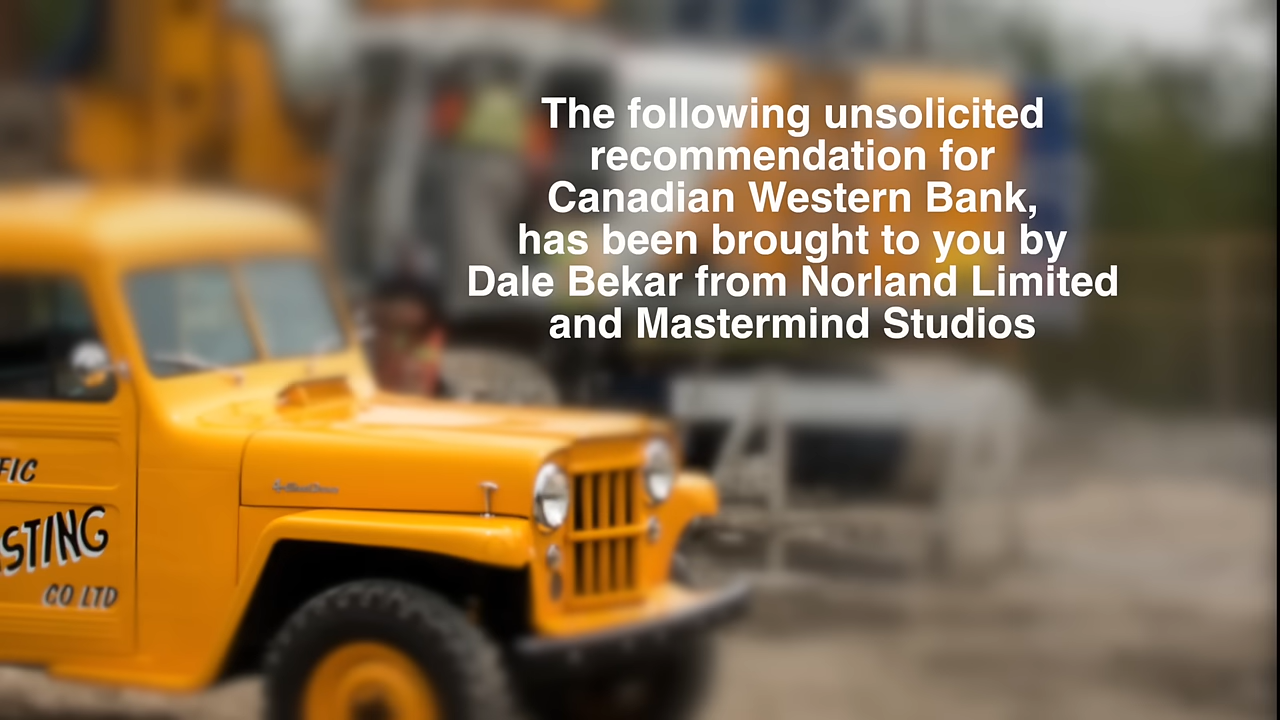 The following unsolicited
recommendation for
Canadian Western Bank,
has been brought to you by
Dale Bekar from Norland Limited
and Mastermind Studios
FIC
STING
CO LTD